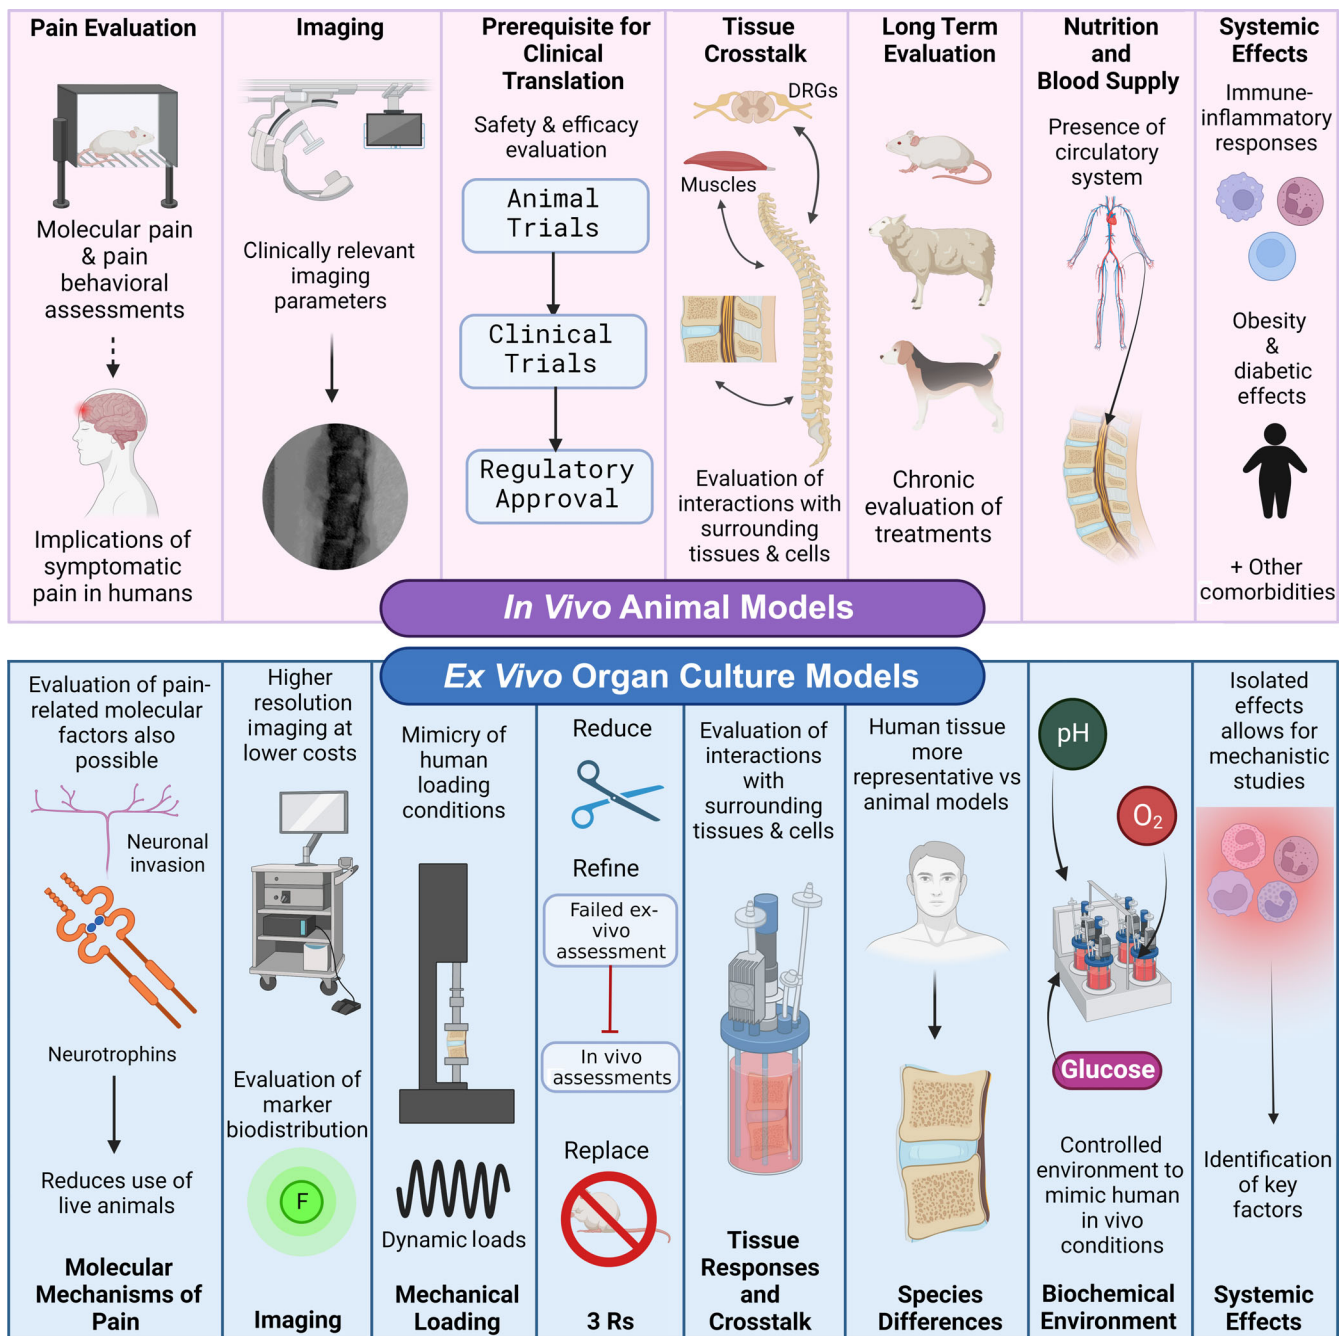 Pain Evaluation
Molecular pain
& pain
behavioral
assessments
Implications of
symptomatic
pain in humans
Imaging
Clinically relevant
imaging
parameters
Prerequisite for
Clinical
Translation
Safety & efficacy
evaluation
Animal
Trials
Clinical
Trials
Regulatory
Approval
Tissue
Crosstalk
DRGs
Muscles
Evaluation of
interactions with
surrounding
tissues & cells
Long Term
Evaluation
Chronic
evaluation of
treatments
Nutrition
and
Blood Supply
Presence of
circulatory
system
Systemic
Effects
Immune-
inflammatory
responses
Obesity
&
diabetic
effects
+ Other
comorbidities
In Vivo Animal Models
Ex Vivo Organ Culture Models
Evaluation of pain-
related molecular
factors also
possible
Neuronal
invasion
Neurotrophins
Reduces use of
live animals
Molecular
Mechanisms of
Pain
Higher
resolution
imaging at
lower costs
Evaluation of
marker
biodistribution
F
Imaging
Mimicry of
human
loading
conditions
Dynamic loads
Mechanical
Loading
Reduce
Refine
Failed ex-
vivo
assessment
In vivo
assessments
Replace
3 Rs
Evaluation of
interactions
with
surrounding
tissues & cells
Tissue
Responses
and
Crosstalk
Human tissue
more
representative vs
animal models
Species
Differences
pH
O₂
Glucose
Controlled
environment to
mimic human
in vivo
conditions
Biochemical
Environment
Isolated
effects
allows for
mechanistic
studies
Identification
of key
factors
Systemic
Effects